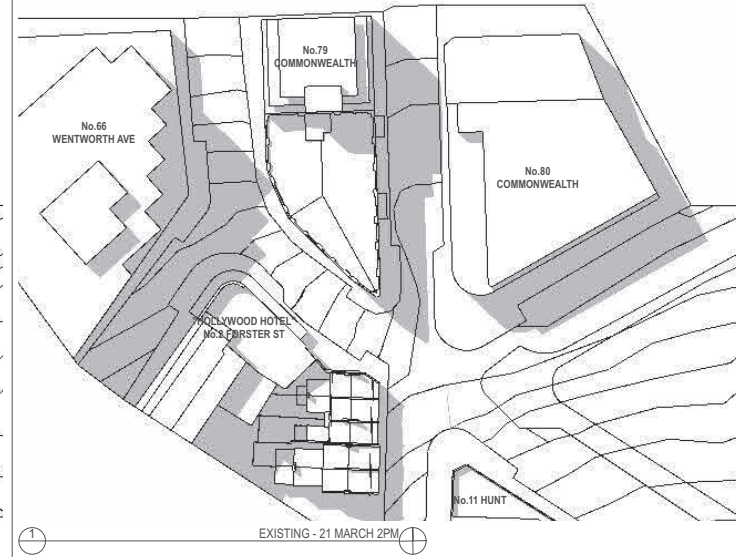 No.79
COMMONWEALTH
No.66
WENTWORTH AVE
No.80
COMMONWEALTH
HOLLYWOOD HOTEL
No.2 FORSTER ST
No.11 HUNT
1
EXISTING - 21 MARCH 2PM